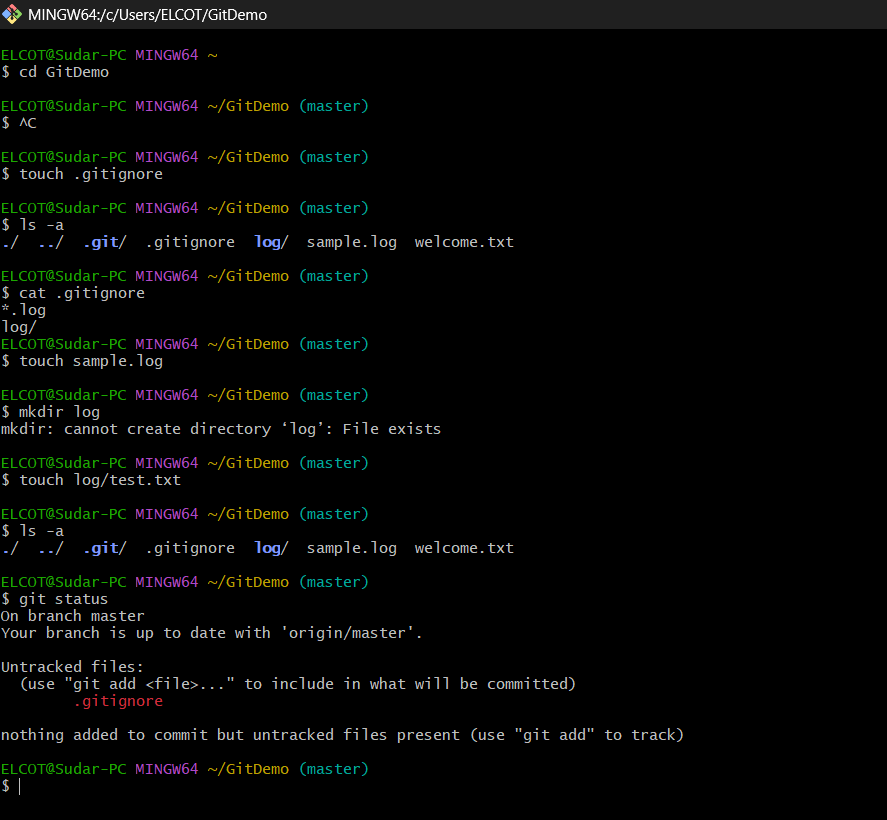 MINGW64:/c/Users/ELCOT/GitDemo
ELCOT@Sudar-PC MINGW64 ~
$ cd GitDemo
ELCOT@Sudar-PC MINGW64 ~/GitDemo (master)
$ ^C
ELCOT@Sudar-PC MINGW64 ~/GitDemo (master)
$ touch .gitignore
ELCOT@Sudar-PC MINGW64 ~/GitDemo (master)
$ ls -a
./  ../  .git/  .gitignore  log/  sample.log  welcome.txt
ELCOT@Sudar-PC MINGW64 ~/GitDemo (master)
$ cat .gitignore
*.log
log/
ELCOT@Sudar-PC MINGW64 ~/GitDemo (master)
$ touch sample.log
ELCOT@Sudar-PC MINGW64 ~/GitDemo (master)
$ mkdir log
mkdir: cannot create directory ‘log’: File exists
ELCOT@Sudar-PC MINGW64 ~/GitDemo (master)
$ touch log/test.txt
ELCOT@Sudar-PC MINGW64 ~/GitDemo (master)
$ ls -a
./  ../  .git/  .gitignore  log/  sample.log  welcome.txt
ELCOT@Sudar-PC MINGW64 ~/GitDemo (master)
$ git status
On branch master
Your branch is up to date with 'origin/master'.
Untracked files:
  (use "git add <file>..." to include in what will be committed)
        .gitignore
nothing added to commit but untracked files present (use "git add" to track)
ELCOT@Sudar-PC MINGW64 ~/GitDemo (master)
$